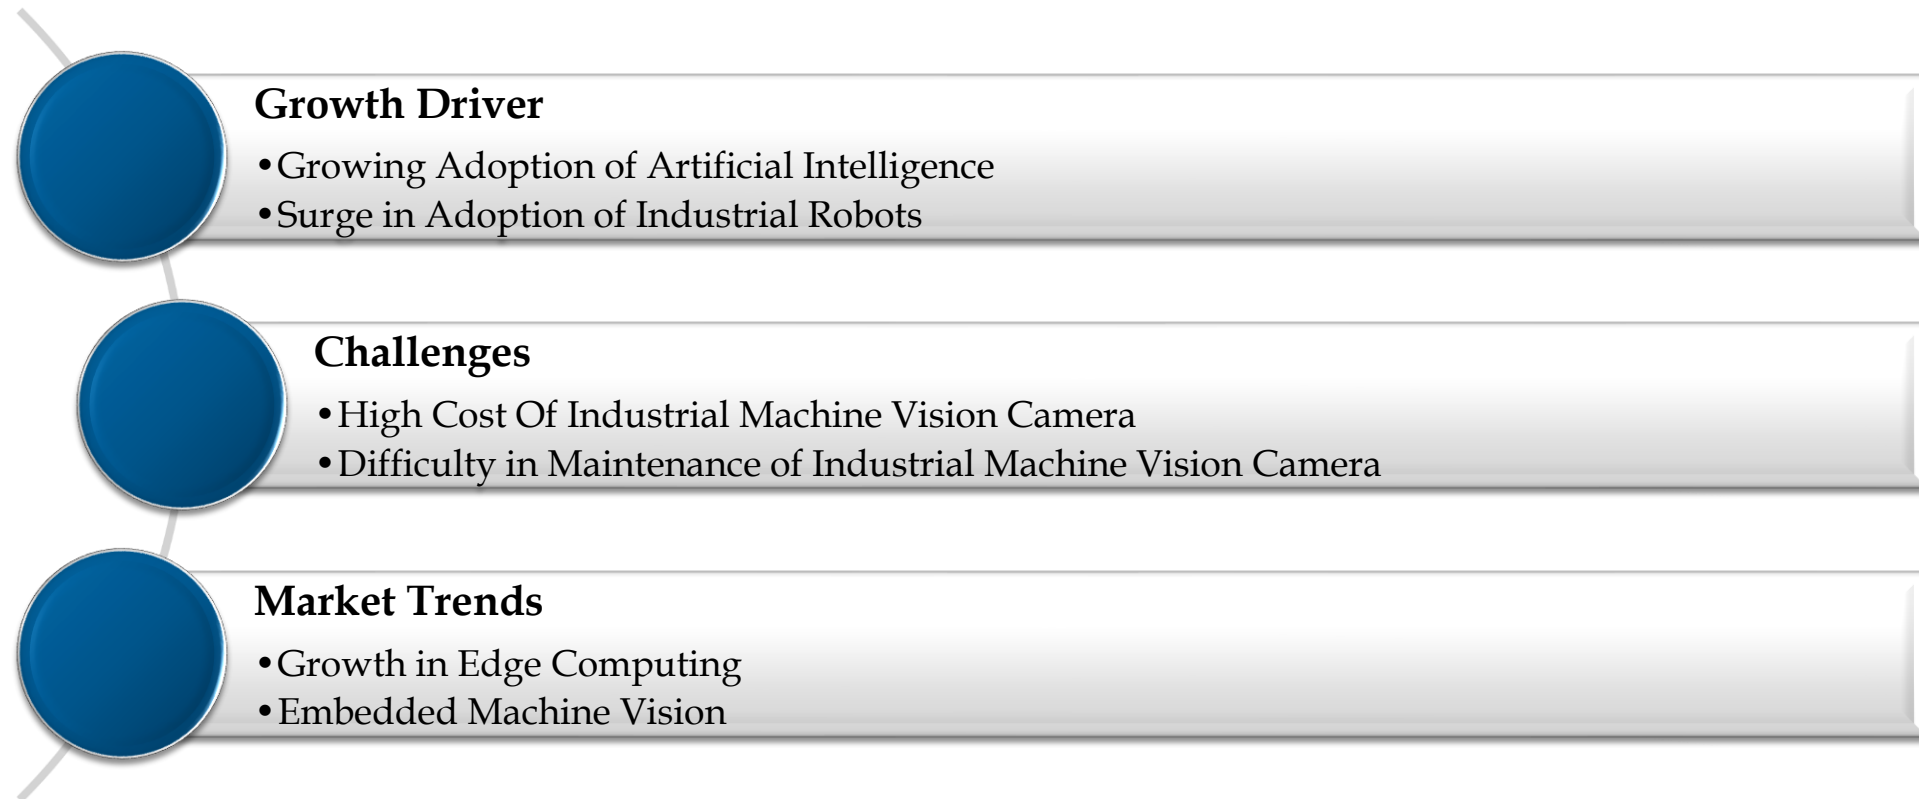 Growth Driver
•Growing Adoption of Artificial Intelligence
•Surge in Adoption of Industrial Robots
Challenges
•High Cost Of Industrial Machine Vision Camera
•Difficulty in Maintenance of Industrial Machine Vision Camera
Market Trends
•Growth in Edge Computing
•Embedded Machine Vision